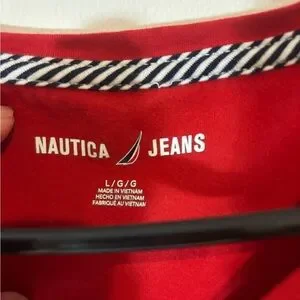 NAUTICA JEANS
L/G/G
MADE IN VIETNAM
HECHO EN VIETNAM
FABRIQUÉ AU VIETNAM